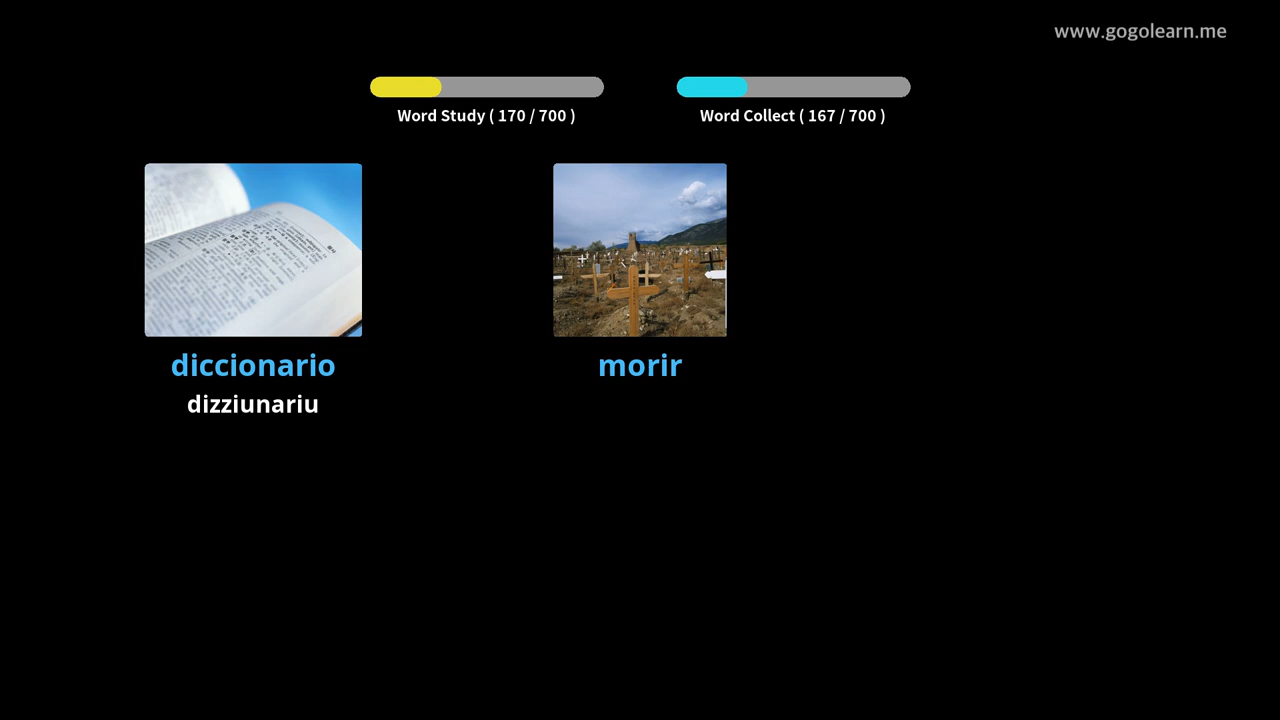 www.gogolearn.me
Word Study ( 170 / 700 )
Word Collect ( 167 / 700 )
diccionario
morir
dizziunariu